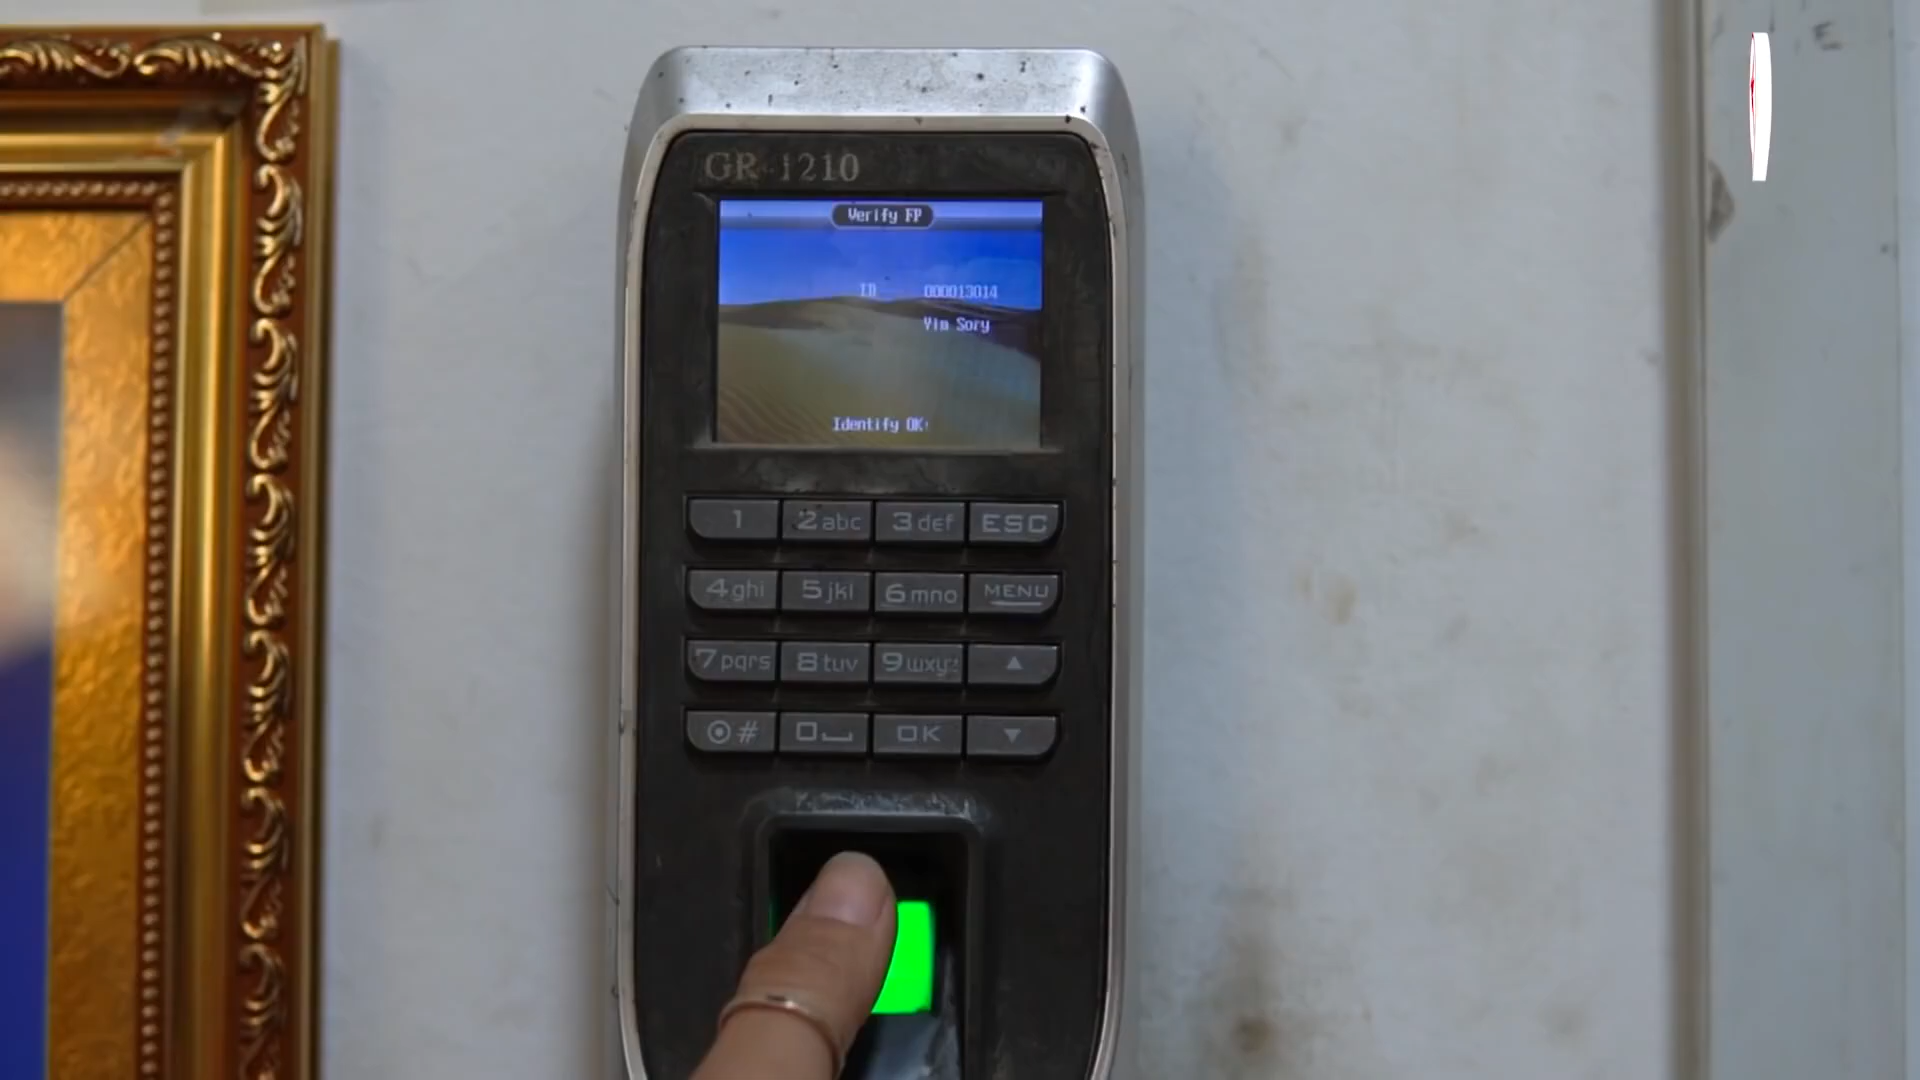 GR-1210
Verify FP
ID 000013014
Yim Sory
Identify OK!
1 2abc 3def ESC
4ghi 5jkl 6mno MENU
7pqrs 8tuv 9wxyz ▲
# 0 OK ▼